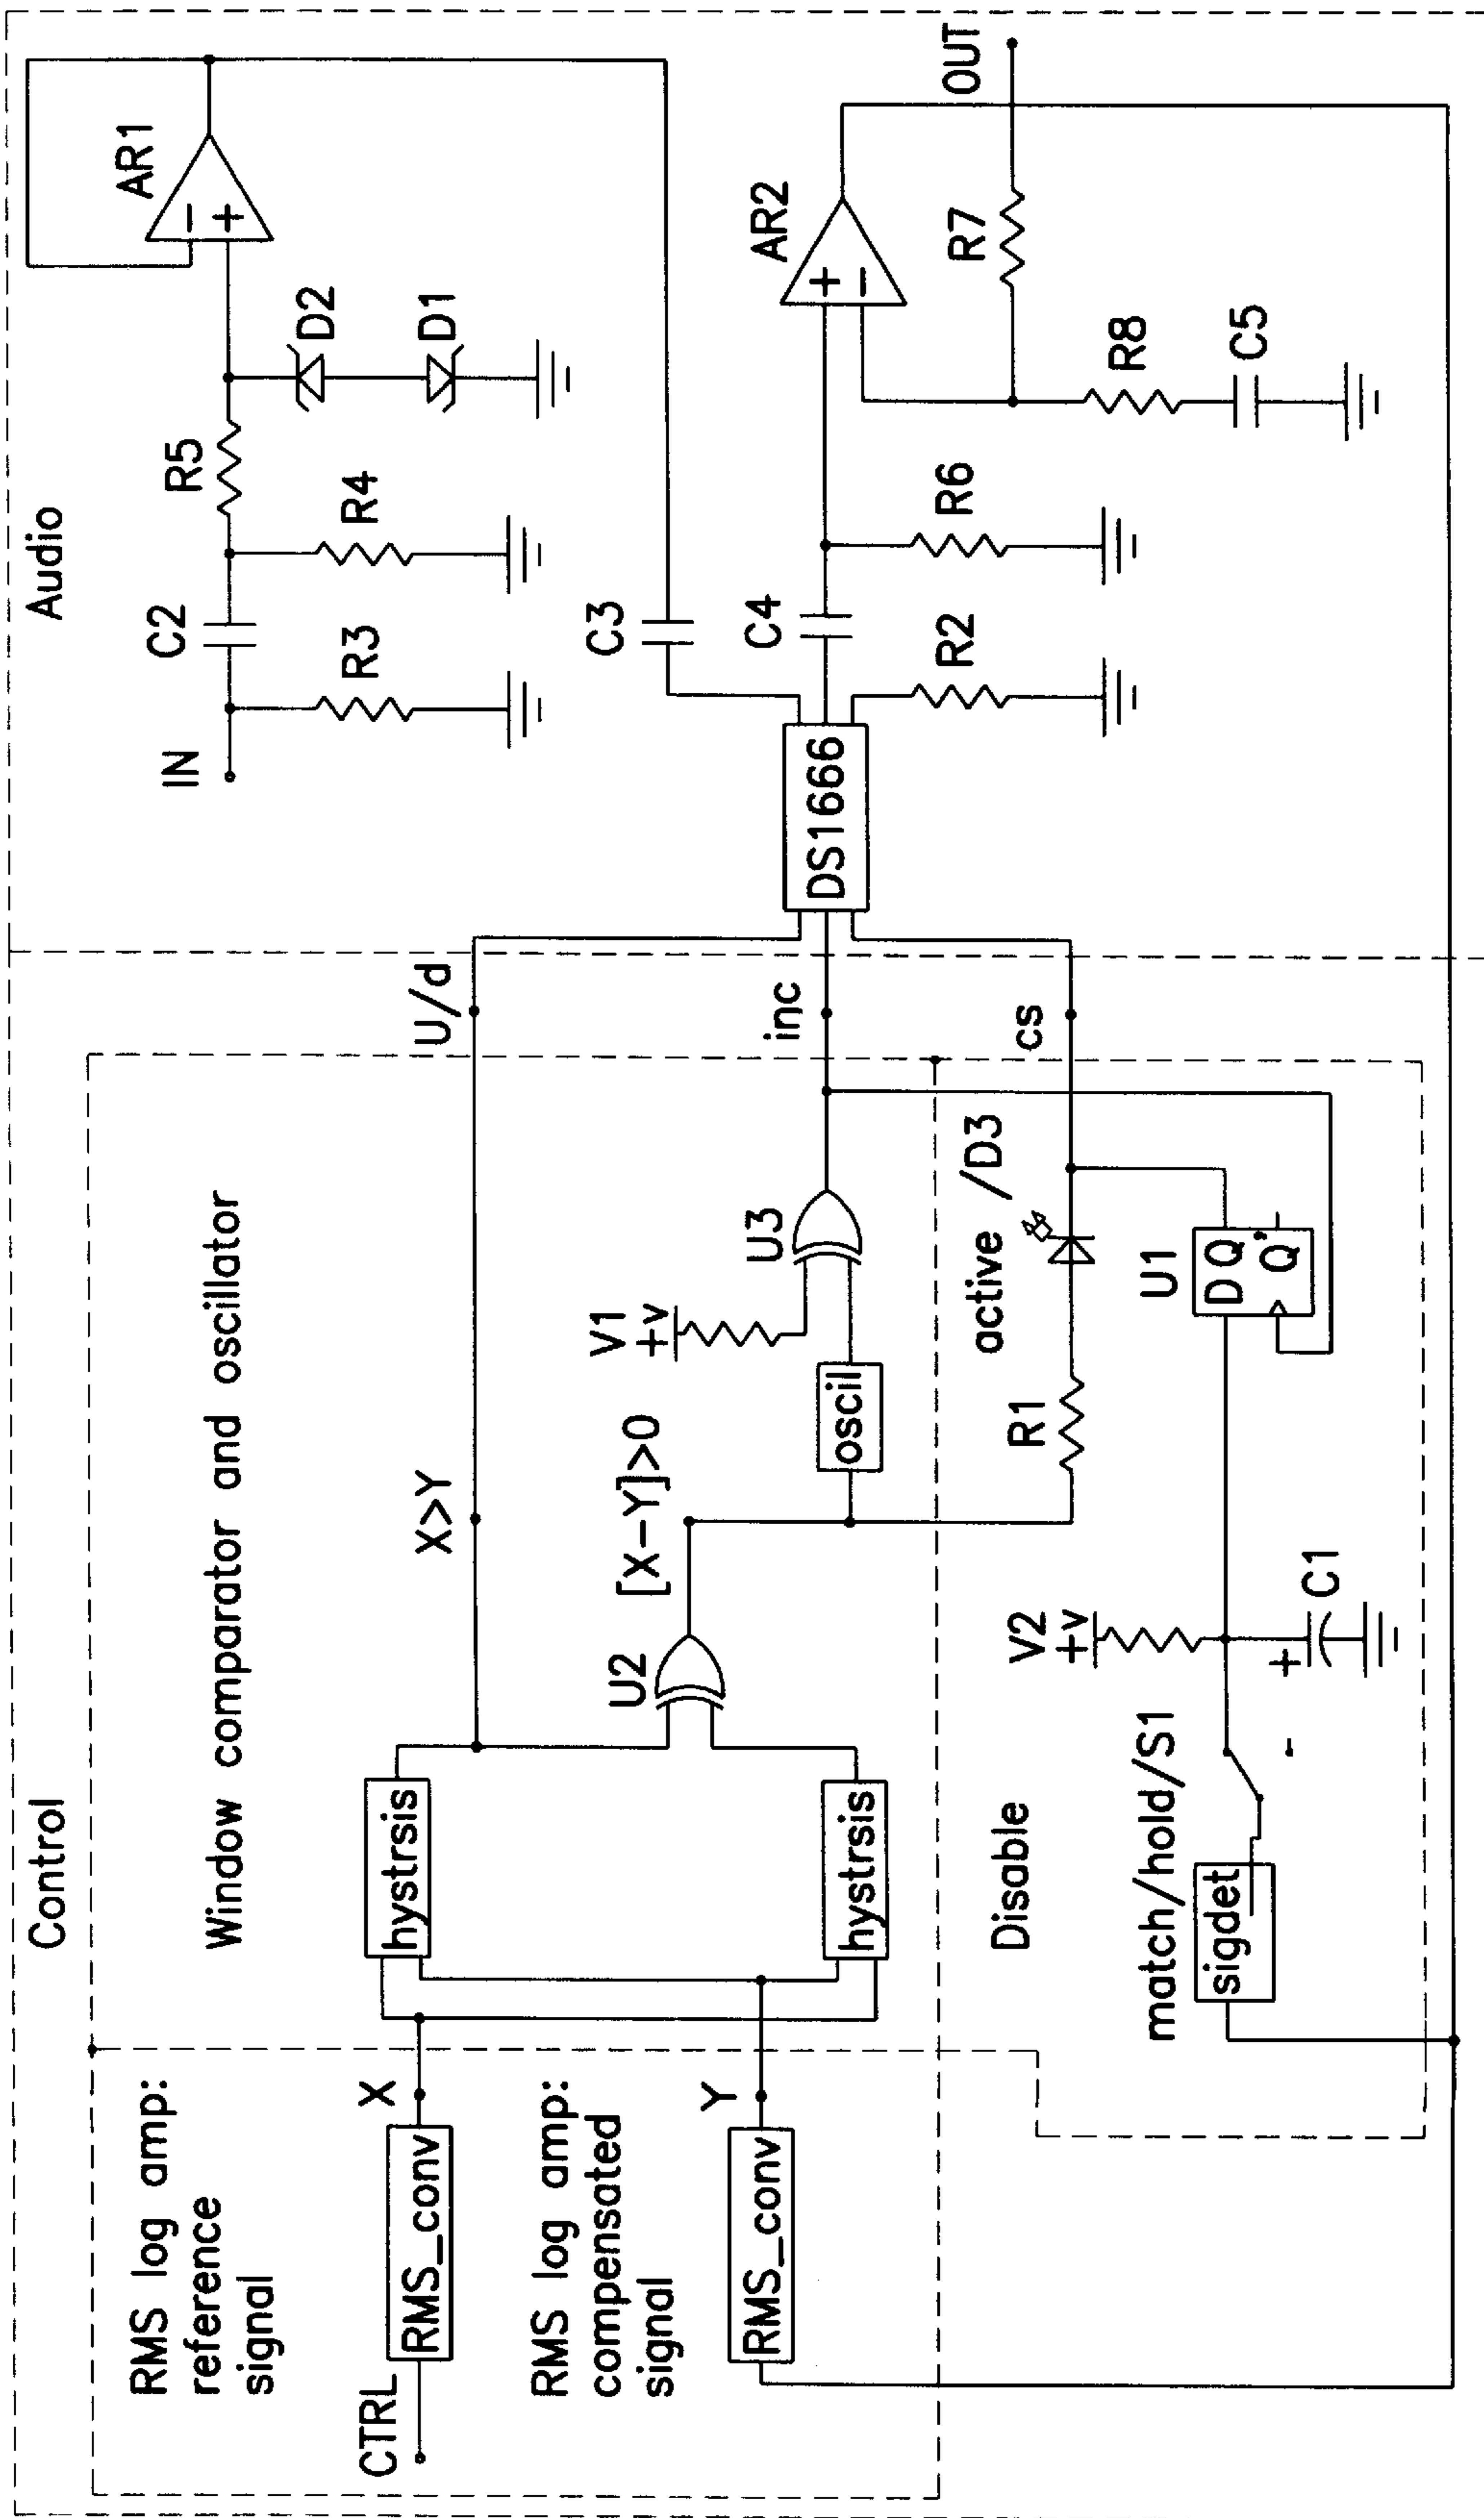 Control
Audio
RMS log amp:
reference
signal
CTRL
RMS_conv
X
RMS log amp:
compensated
signal
RMS_conv
Y
Window comparator and oscillator
hystrsis
hystrsis
U2
X>Y
[X-Y]>0
oscil
V1
+v
U3
U/d
inc
cs
Disable
match/hold/S1
sigdet
V2
+v
+
C1
-
R1
active /D3
U1
D Q
Q'
DS1666
IN
C2
R3
R4
R5
D2
D1
AR1
-
+
C3
C4
R2
R6
AR2
+
-
R7
R8
C5
OUT